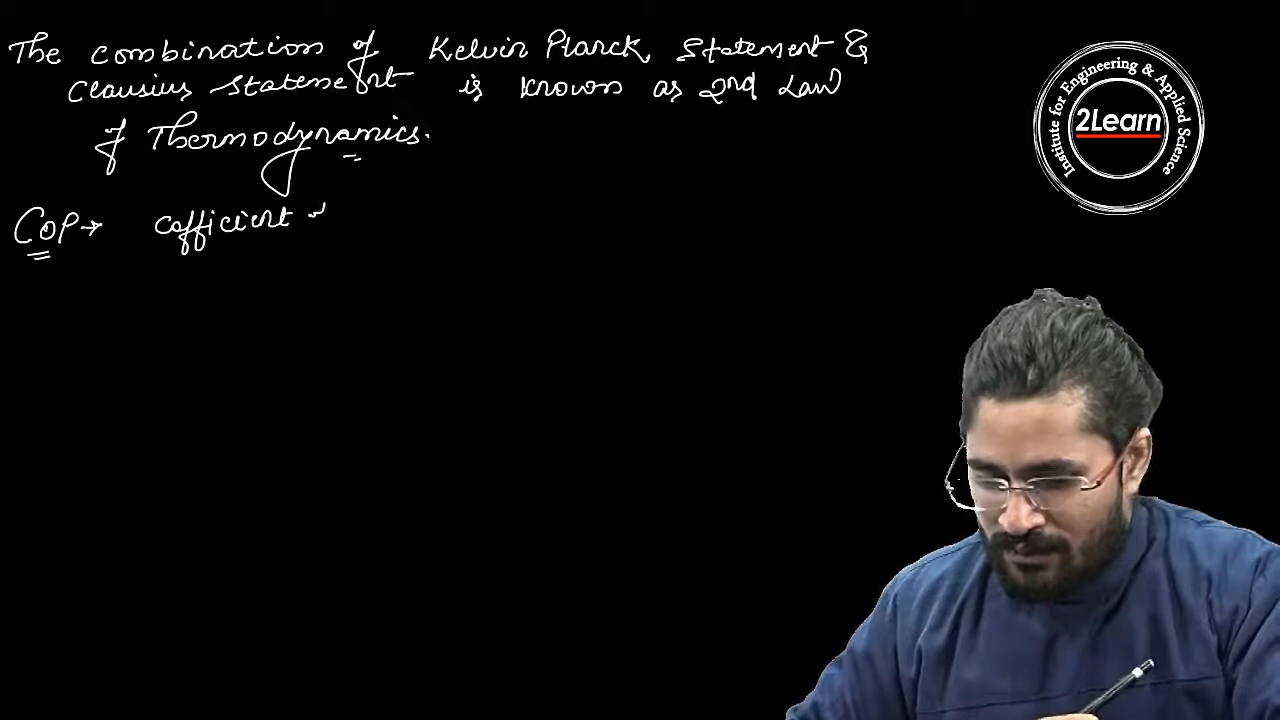 The combination of Kelvin Planck Statement &
Clausius Statement is known as 2nd Law
of Thermodynamics.
COP → cofficient
Institute for Engineering & Applied Science
2Learn